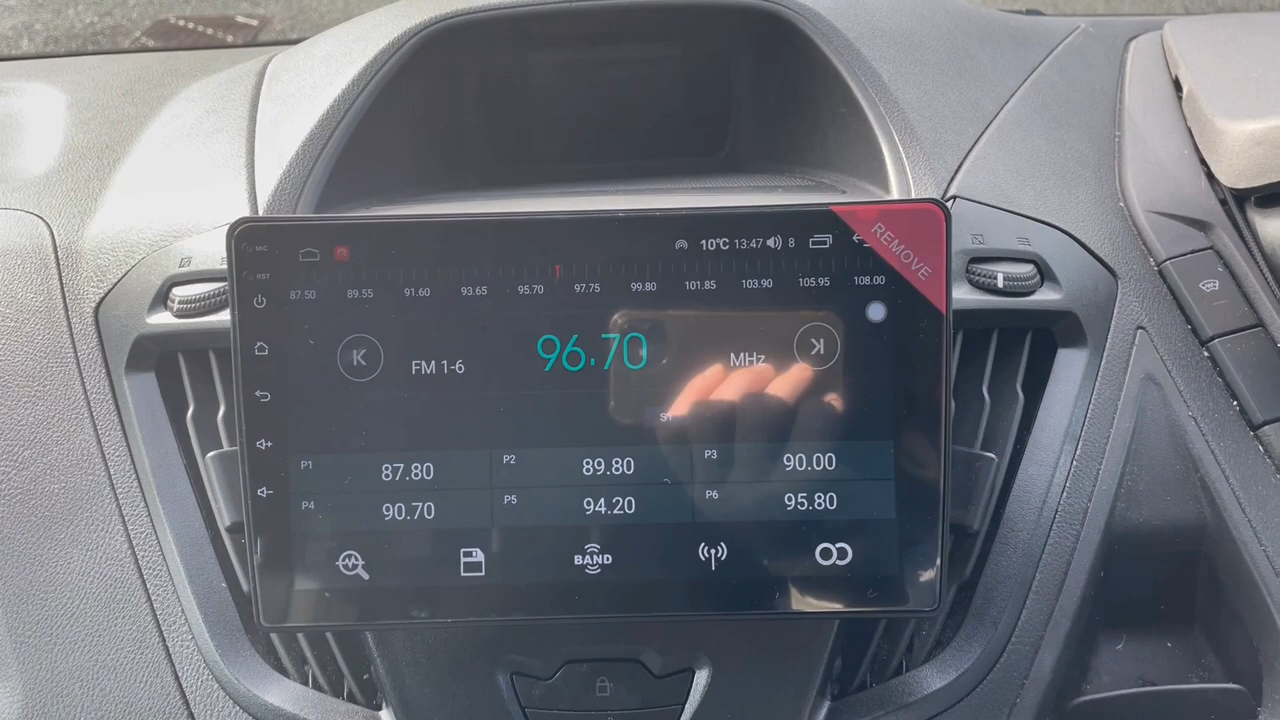 MIC
10°C 13:47 8
REMOVE
RST
87.50 89.55 91.60 93.65 95.70 97.75 99.80 101.85 103.90 105.95 108.00
FM 1-6 96.70 MHz
ST
P1 87.80 P2 89.80 P3 90.00
P4 90.70 P5 94.20 P6 95.80
BAND